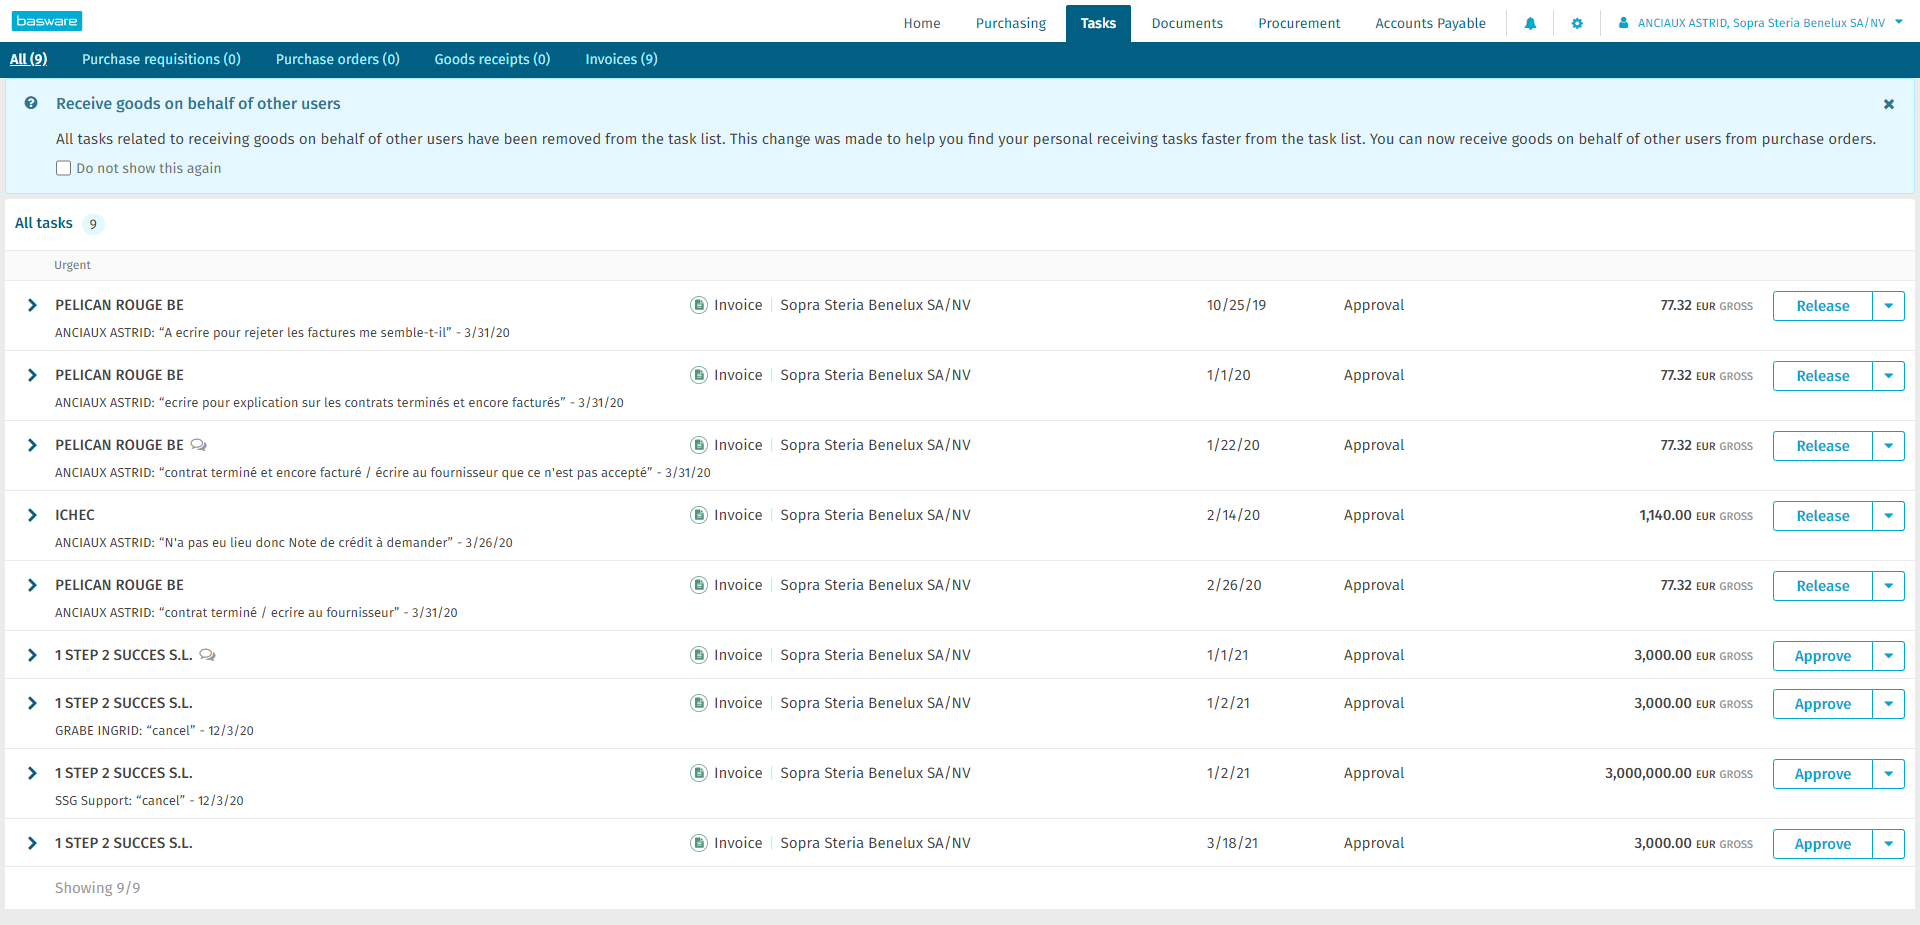 basware
Home Purchasing Tasks Documents Procurement Accounts Payable ANCIAUX ASTRID, Sopra Steria Benelux SA/NV
All (9) Purchase requisitions (0) Purchase orders (0) Goods receipts (0) Invoices (9)
Receive goods on behalf of other users
All tasks related to receiving goods on behalf of other users have been removed from the task list. This change was made to help you find your personal receiving tasks faster from the task list. You can now receive goods on behalf of other users from purchase orders.
Do not show this again
All tasks 9
Urgent
PELICAN ROUGE BE Invoice Sopra Steria Benelux SA/NV 10/25/19 Approval 77.32 EUR GROSS Release
ANCIAUX ASTRID: “A ecrire pour rejeter les factures me semble-t-il” - 3/31/20
PELICAN ROUGE BE Invoice Sopra Steria Benelux SA/NV 1/1/20 Approval 77.32 EUR GROSS Release
ANCIAUX ASTRID: “ecrire pour explication sur les contrats terminés et encore facturés” - 3/31/20
PELICAN ROUGE BE Invoice Sopra Steria Benelux SA/NV 1/22/20 Approval 77.32 EUR GROSS Release
ANCIAUX ASTRID: “contrat terminé et encore facturé / écrire au fournisseur que ce n'est pas accepté” - 3/31/20
ICHEC Invoice Sopra Steria Benelux SA/NV 2/14/20 Approval 1,140.00 EUR GROSS Release
ANCIAUX ASTRID: “N'a pas eu lieu donc Note de crédit à demander” - 3/26/20
PELICAN ROUGE BE Invoice Sopra Steria Benelux SA/NV 2/26/20 Approval 77.32 EUR GROSS Release
ANCIAUX ASTRID: “contrat terminé / ecrire au fournisseur” - 3/31/20
1 STEP 2 SUCCES S.L. Invoice Sopra Steria Benelux SA/NV 1/1/21 Approval 3,000.00 EUR GROSS Approve
1 STEP 2 SUCCES S.L. Invoice Sopra Steria Benelux SA/NV 1/2/21 Approval 3,000.00 EUR GROSS Approve
GRABE INGRID: “cancel” - 12/3/20
1 STEP 2 SUCCES S.L. Invoice Sopra Steria Benelux SA/NV 1/2/21 Approval 3,000,000.00 EUR GROSS Approve
SSG Support: “cancel” - 12/3/20
1 STEP 2 SUCCES S.L. Invoice Sopra Steria Benelux SA/NV 3/18/21 Approval 3,000.00 EUR GROSS Approve
Showing 9/9